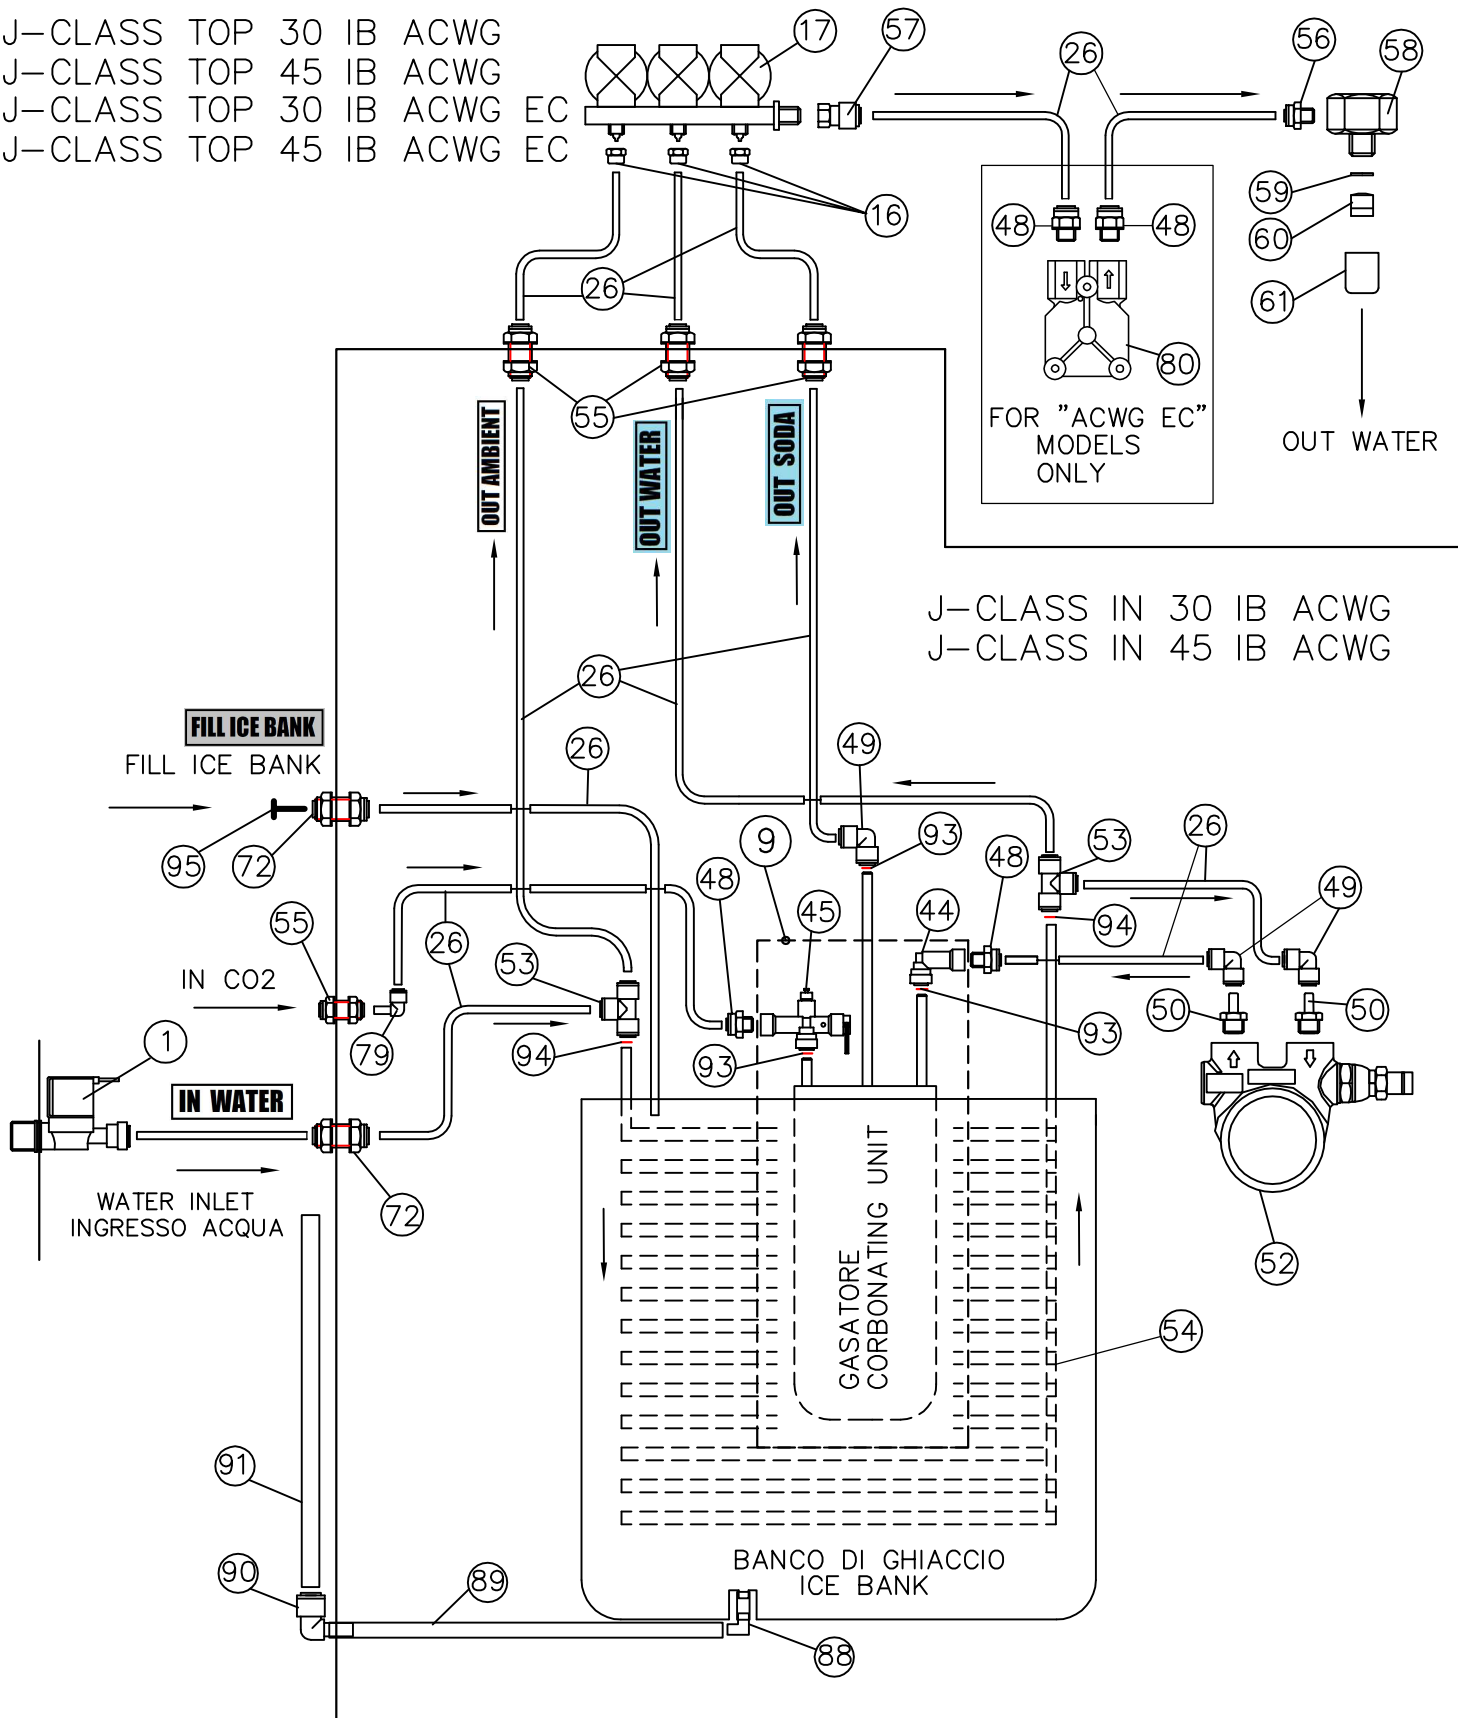 J-CLASS TOP 30 IB ACWG
J-CLASS TOP 45 IB ACWG
J-CLASS TOP 30 IB ACWG EC
J-CLASS TOP 45 IB ACWG EC
17
57
26
56
58
16
48
48
59
60
61
26
80
55
FOR "ACWG EC"
MODELS
ONLY
OUT WATER
OUT AMBIENT
OUT WATER
OUT SODA
J-CLASS IN 30 IB ACWG
J-CLASS IN 45 IB ACWG
26
FILL ICE BANK
FILL ICE BANK
26
49
95
72
9
93
48
53
26
48
45
44
94
49
55
26
53
IN CO2
50
50
79
94
93
93
1
IN WATER
WATER INLET
INGRESSO ACQUA
72
52
GASATORE
CORBONATING UNIT
54
91
90
89
BANCO DI GHIACCIO
ICE BANK
88